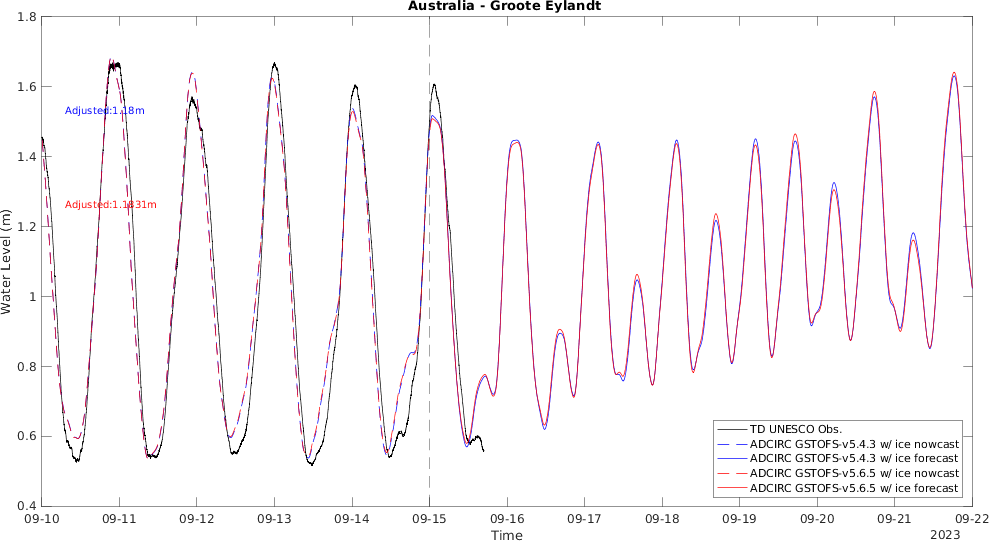 Australia - Groote Eylandt
1.8
1.6
1.4
1.2
1
0.8
0.6
0.4
Water Level (m)
Adjusted:1.18m
Adjusted:1.1831m
TD UNESCO Obs.
ADCIRC GSTOFS-v5.4.3 w/ ice nowcast
ADCIRC GSTOFS-v5.4.3 w/ ice forecast
ADCIRC GSTOFS-v5.6.5 w/ ice nowcast
ADCIRC GSTOFS-v5.6.5 w/ ice forecast
09-10 09-11 09-12 09-13 09-14 09-15 09-16 09-17 09-18 09-19 09-20 09-21 09-22
Time
2023